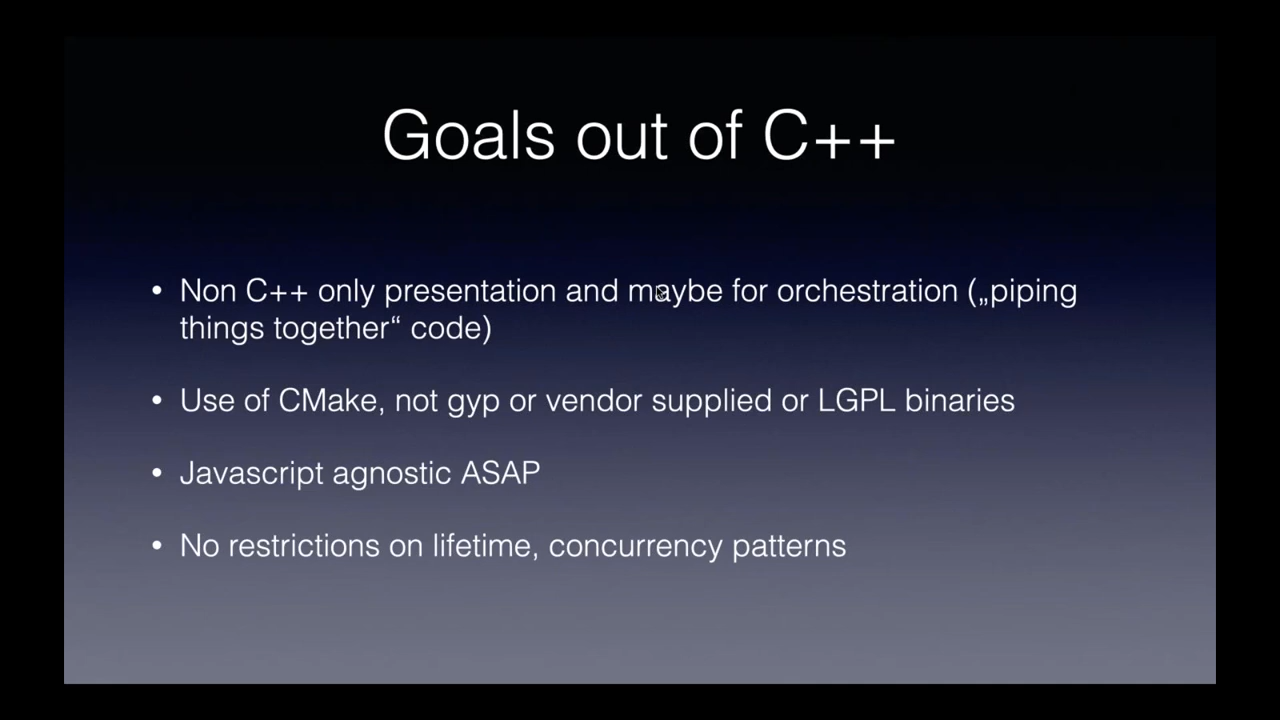 Goals out of C++
• Non C++ only presentation and maybe for orchestration („piping
things together“ code)
• Use of CMake, not gyp or vendor supplied or LGPL binaries
• Javascript agnostic ASAP
• No restrictions on lifetime, concurrency patterns